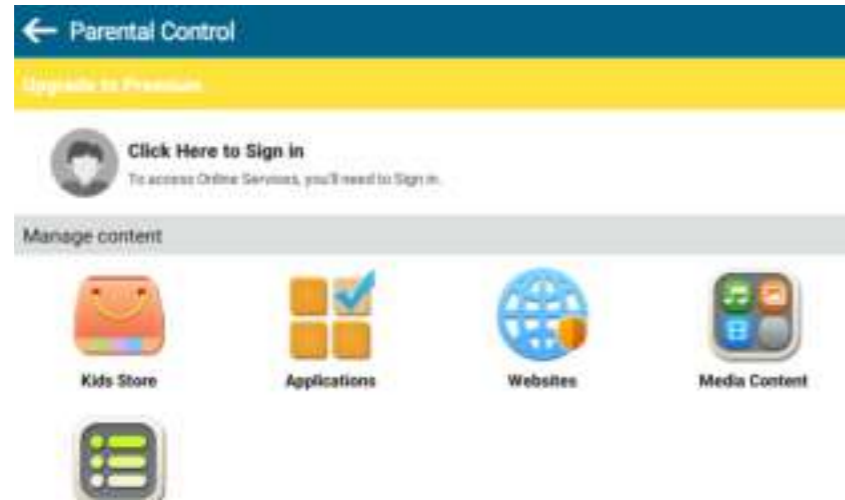 Parental Control
Upgrade to Premium
Click Here to Sign in
To access Online Services, you'll need to Sign in.
Manage content
Kids Store
Applications
Websites
Media Content